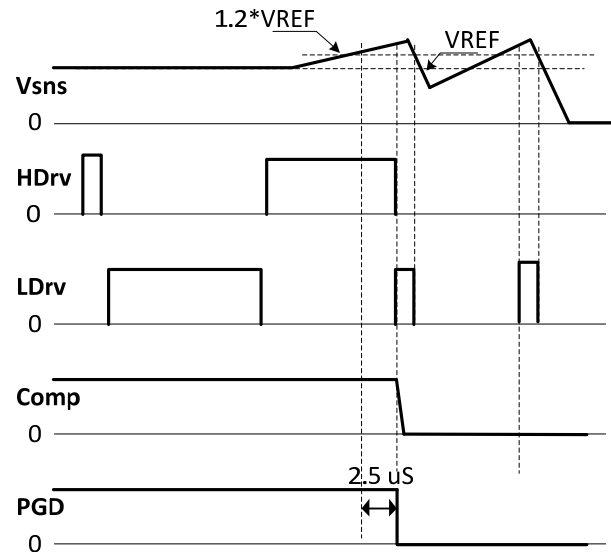 1.2*VREF
VREF
Vsns
0
HDrv
0
LDrv
0
Comp
0
2.5 uS
PGD
0